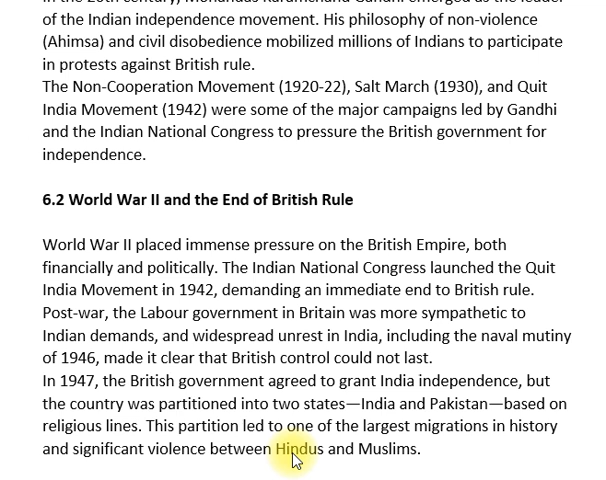 of the Indian independence movement. His philosophy of non-violence
(Ahimsa) and civil disobedience mobilized millions of Indians to participate
in protests against British rule.
The Non-Cooperation Movement (1920-22), Salt March (1930), and Quit
India Movement (1942) were some of the major campaigns led by Gandhi
and the Indian National Congress to pressure the British government for
independence.
6.2 World War II and the End of British Rule
World War II placed immense pressure on the British Empire, both
financially and politically. The Indian National Congress launched the Quit
India Movement in 1942, demanding an immediate end to British rule.
Post-war, the Labour government in Britain was more sympathetic to
Indian demands, and widespread unrest in India, including the naval mutiny
of 1946, made it clear that British control could not last.
In 1947, the British government agreed to grant India independence, but
the country was partitioned into two states—India and Pakistan—based on
religious lines. This partition led to one of the largest migrations in history
and significant violence between Hindus and Muslims.